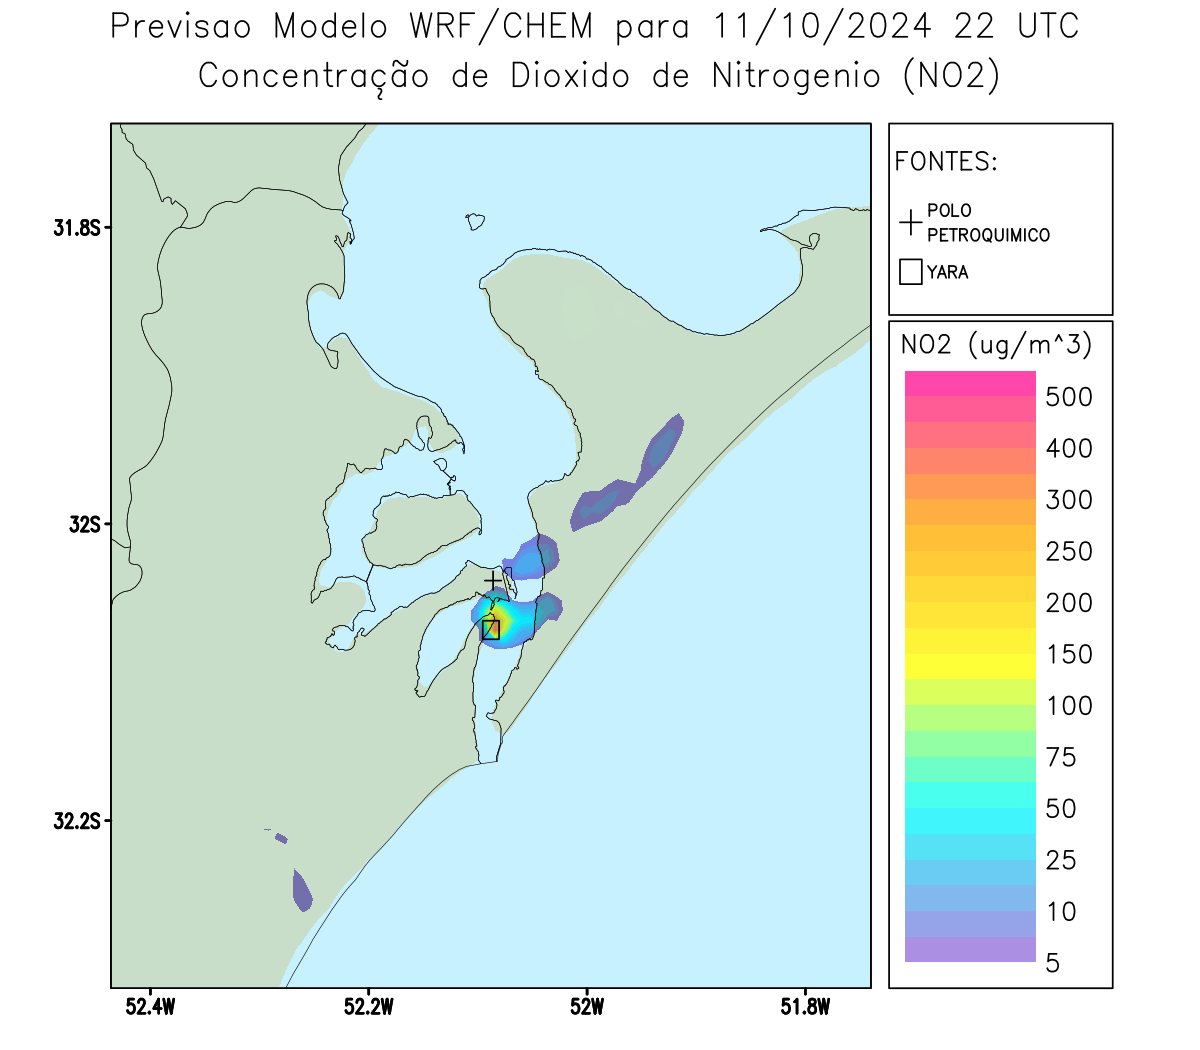 Previsao Modelo WRF/CHEM para 11/10/2024 22 UTC
Concentração de Dioxido de Nitrogenio (NO2)
FONTES:
POLO
PETROQUIMICO
YARA
31.8S
32S
32.2S
52.4W
52.2W
52W
51.8W
NO2 (ug/m^3)
500
400
300
250
200
150
100
75
50
25
10
5